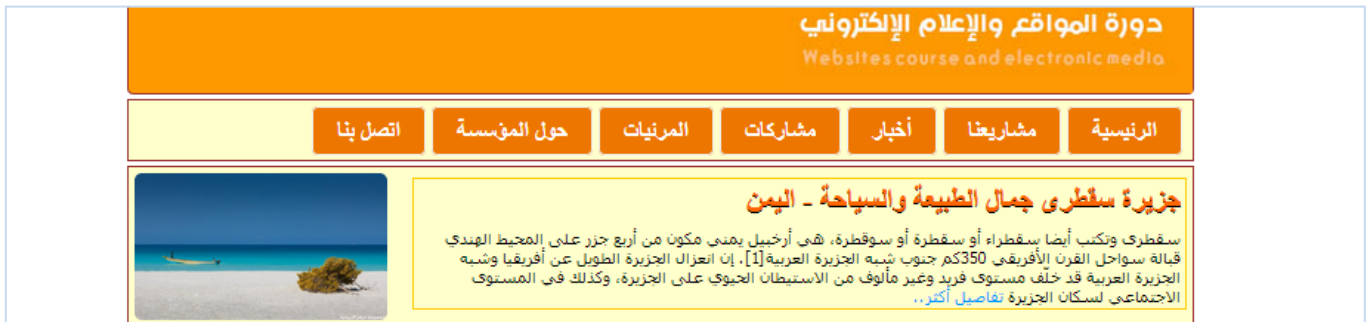 دورة المواقع والإعلام الإلكتروني
Websites course and electronic media
الرئيسية مشاريعنا أخبار مشاركات المرئيات حول المؤسسة اتصل بنا
جزيرة سقطرى جمال الطبيعة والسياحة - اليمن
سقطرى وتكتب أيضا سقطراء أو سقطرة أو سوقطرة، هي أرخبيل يمني مكون من أربع جزر على المحيط الهندي
قبالة سواحل القرن الأفريقي 350كم جنوب شبه الجزيرة العربية[1]. إن انعزال الجزيرة الطويل عن أفريقيا وشبه
الجزيرة العربية قد خلّف مستوى فريد وغير مألوف من الاستيطان الحيوي على الجزيرة، وكذلك في المستوى
الاجتماعي لسكان الجزيرة تفاصيل أكثر..